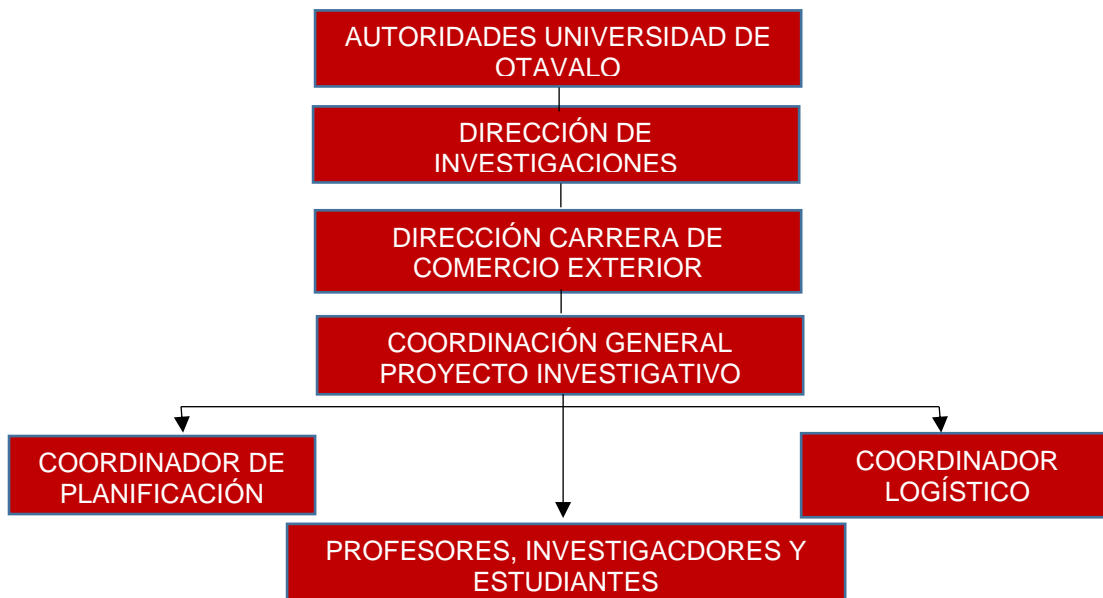 AUTORIDADES UNIVERSIDAD DE
OTAVALO
DIRECCIÓN DE
INVESTIGACIONES
DIRECCIÓN CARRERA DE
COMERCIO EXTERIOR
COORDINACIÓN GENERAL
PROYECTO INVESTIGATIVO
COORDINADOR DE
PLANIFICACIÓN
COORDINADOR
LOGÍSTICO
PROFESORES, INVESTIGACDORES Y
ESTUDIANTES